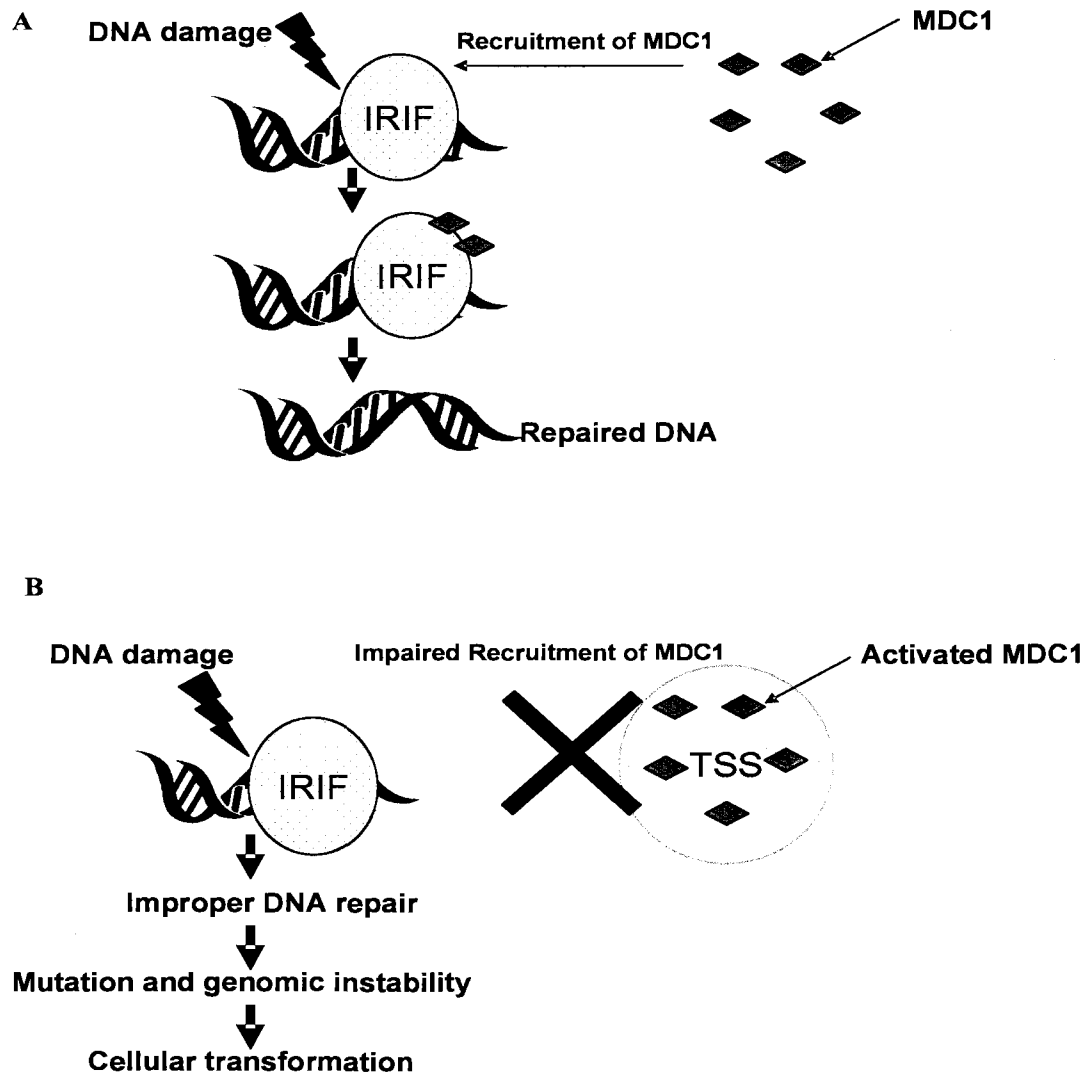 A
DNA damage
Recruitment of MDC1
MDC1
IRIF
IRIF
Repaired DNA
B
DNA damage
Impaired Recruitment of MDC1
Activated MDC1
TSS
IRIF
Improper DNA repair
Mutation and genomic instability
Cellular transformation